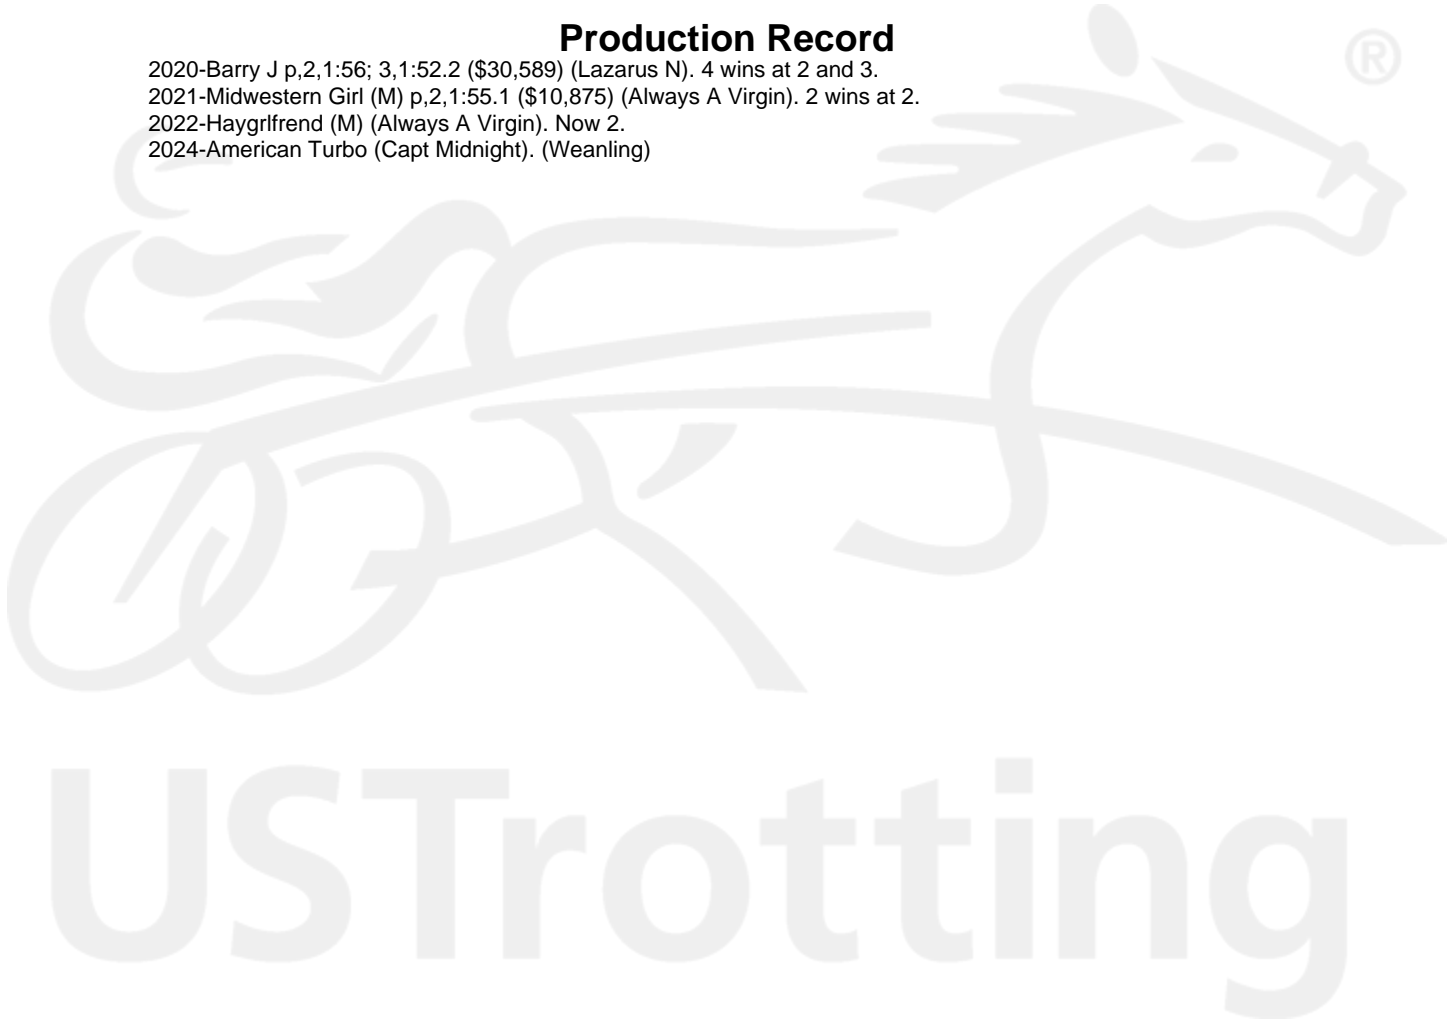 Production Record
2020-Barry J p,2,1:56; 3,1:52.2 ($30,589) (Lazarus N). 4 wins at 2 and 3.
2021-Midwestern Girl (M) p,2,1:55.1 ($10,875) (Always A Virgin). 2 wins at 2.
2022-Haygrlfrend (M) (Always A Virgin). Now 2.
2024-American Turbo (Capt Midnight). (Weanling)
®
USTrotting